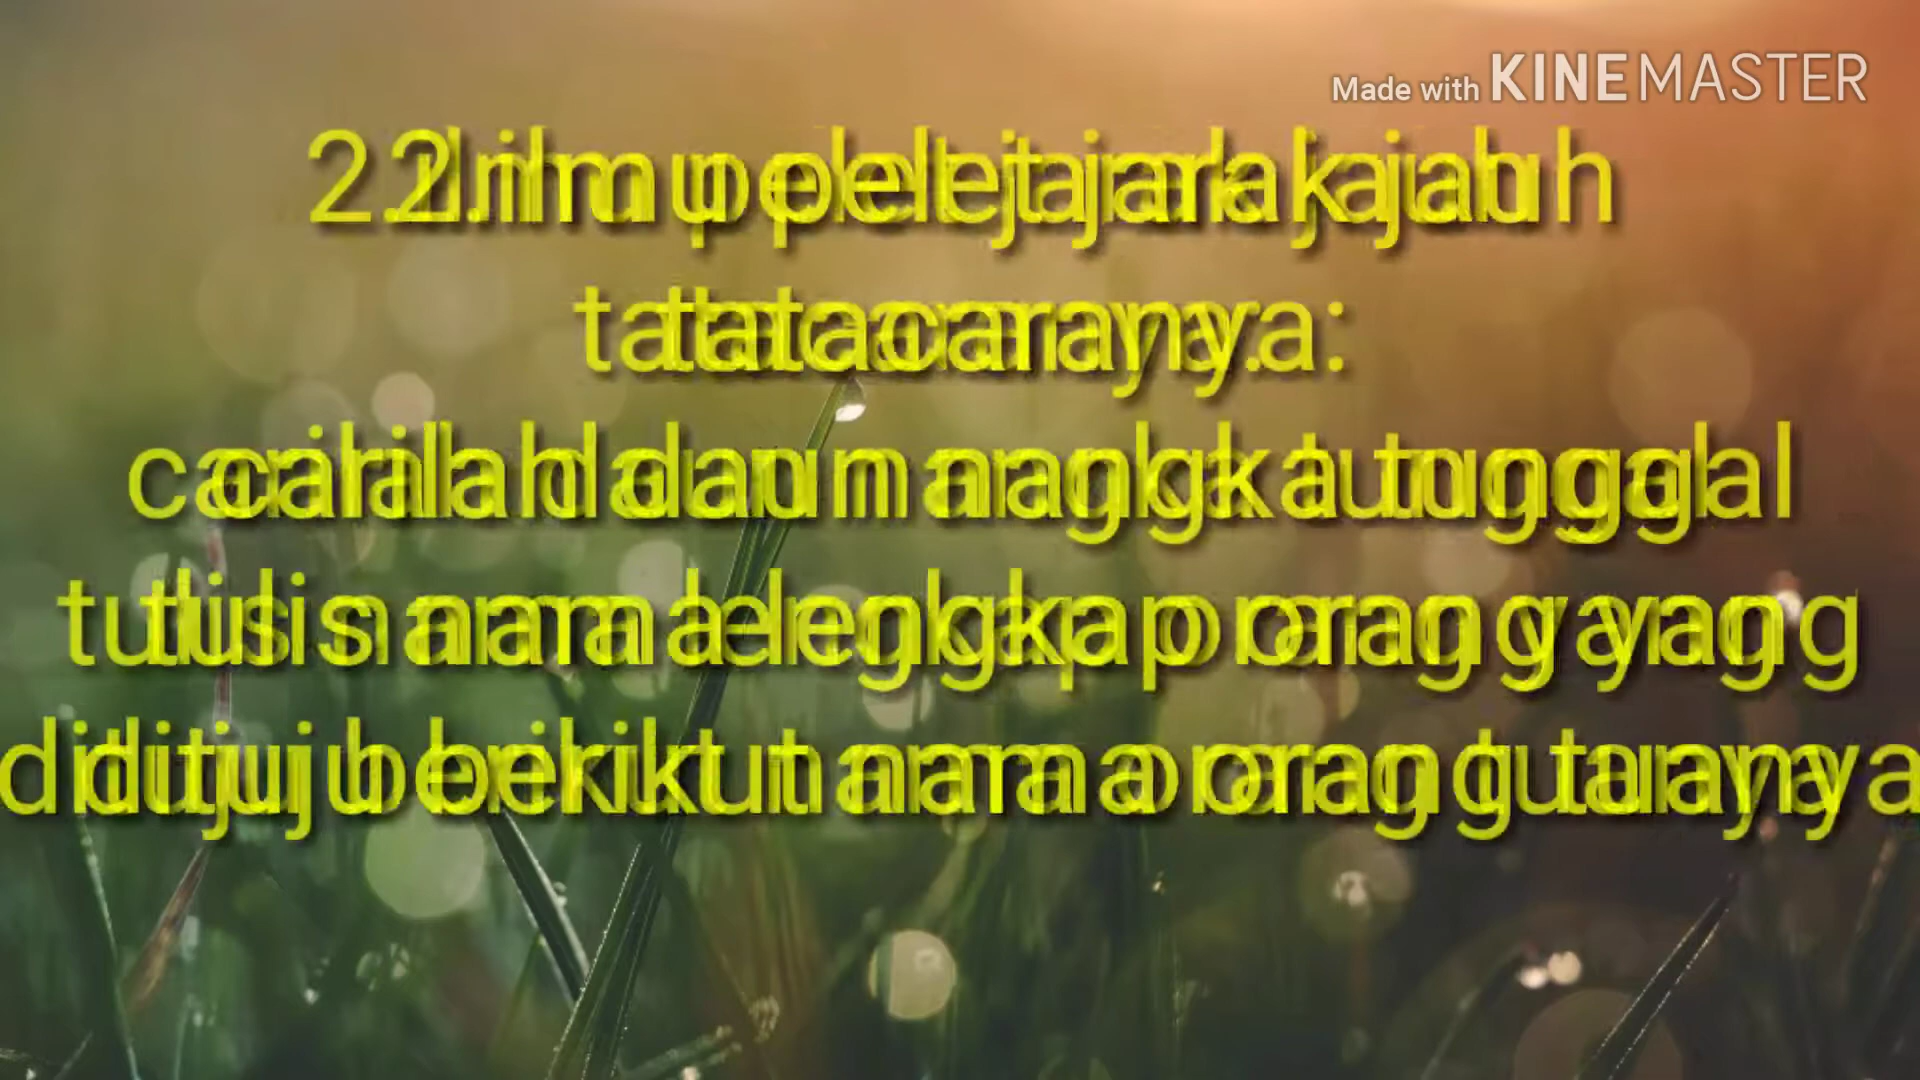 Made with KINEMASTER
2.ilmu pelet jarak jauh
tatacaranya:
carilah daun nangka tunggal
tulis nama lengkap orang yang
dituju berikut nama orang tuanya